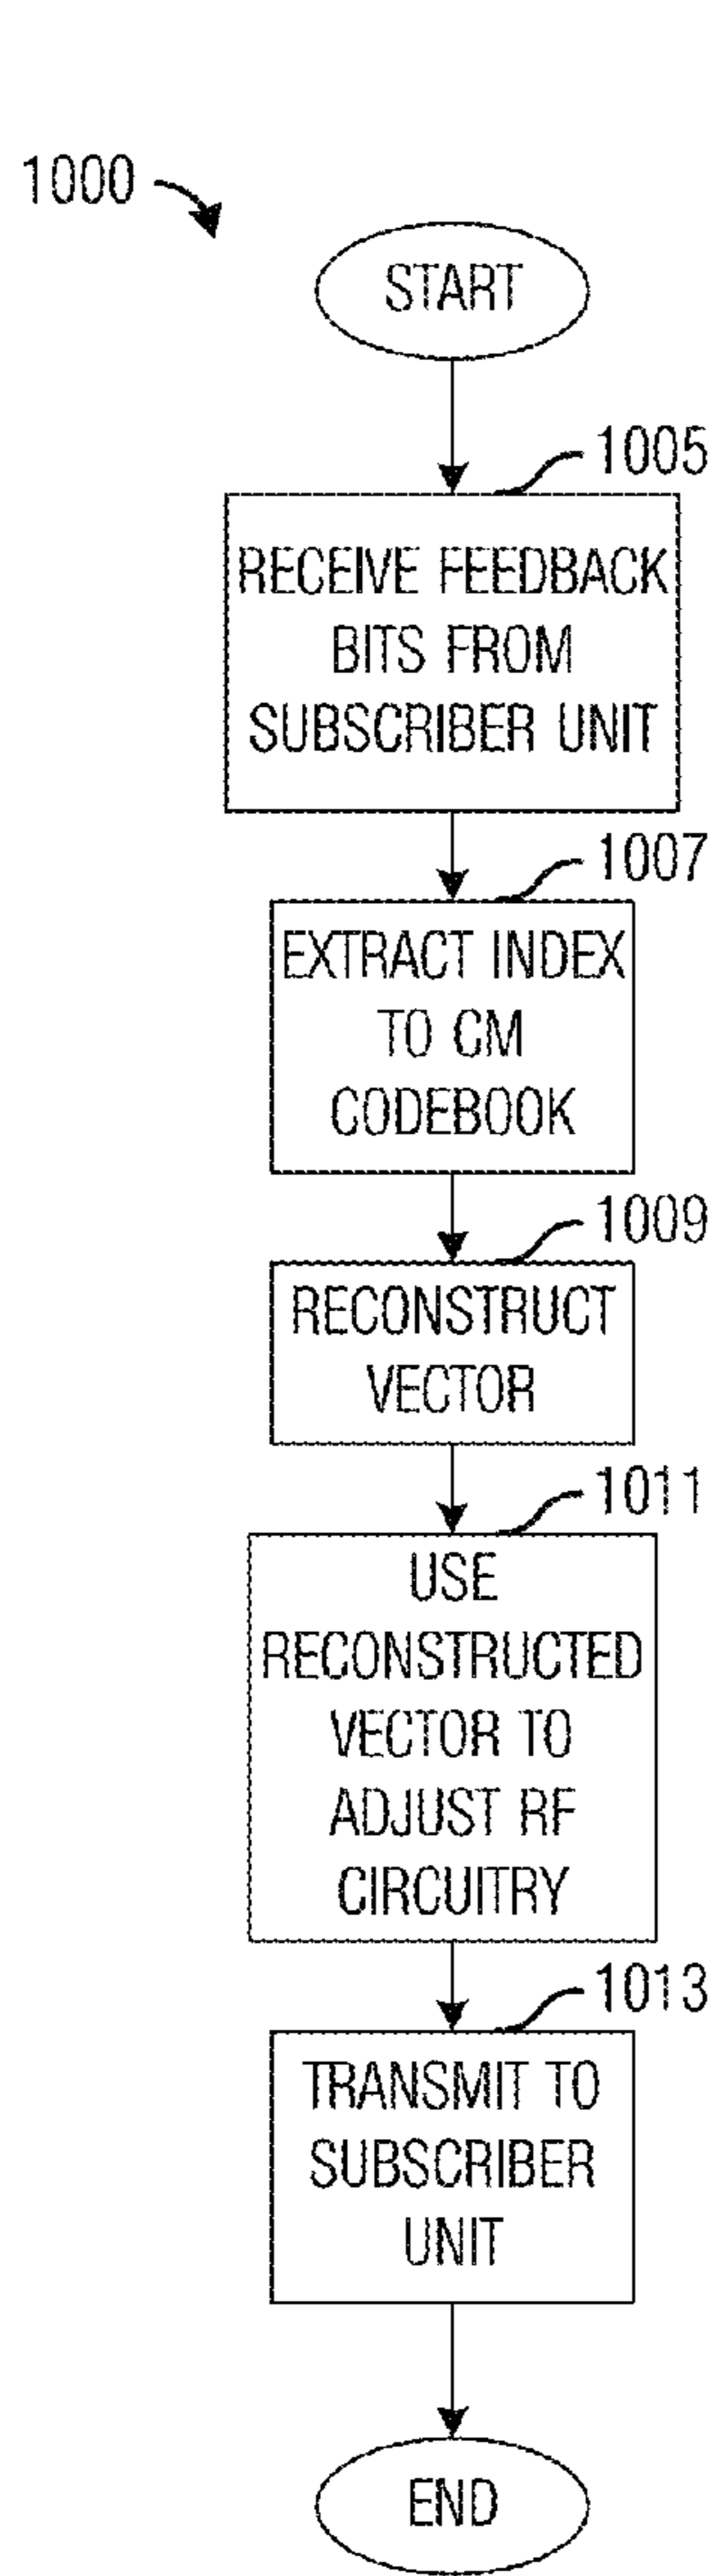 1000
START
1005
RECEIVE FEEDBACK
BITS FROM
SUBSCRIBER UNIT
1007
EXTRACT INDEX
TO CM
CODEBOOK
1009
RECONSTRUCT
VECTOR
1011
USE
RECONSTRUCTED
VECTOR TO
ADJUST RF
CIRCUITRY
1013
TRANSMIT TO
SUBSCRIBER
UNIT
END